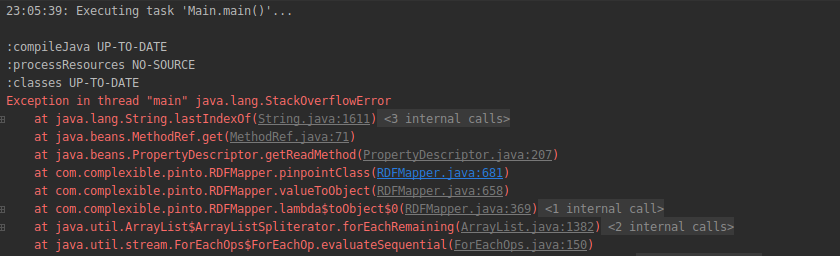 23:05:39: Executing task 'Main.main()'...
:compileJava UP-TO-DATE
:processResources NO-SOURCE
:classes UP-TO-DATE
Exception in thread "main" java.lang.StackOverflowError
at java.lang.String.lastIndexOf(String.java:1611) <3 internal calls>
at java.beans.MethodRef.get(MethodRef.java:71)
at java.beans.PropertyDescriptor.getReadMethod(PropertyDescriptor.java:207)
at com.complexible.pinto.RDFMapper.pinpointClass(RDFMapper.java:681)
at com.complexible.pinto.RDFMapper.valueToObject(RDFMapper.java:658)
at com.complexible.pinto.RDFMapper.lambda$toObject$0(RDFMapper.java:369) <1 internal call>
at java.util.ArrayList$ArrayListSpliterator.forEachRemaining(ArrayList.java:1382) <2 internal calls>
at java.util.stream.ForEachOps$ForEachOp.evaluateSequential(ForEachOps.java:150)